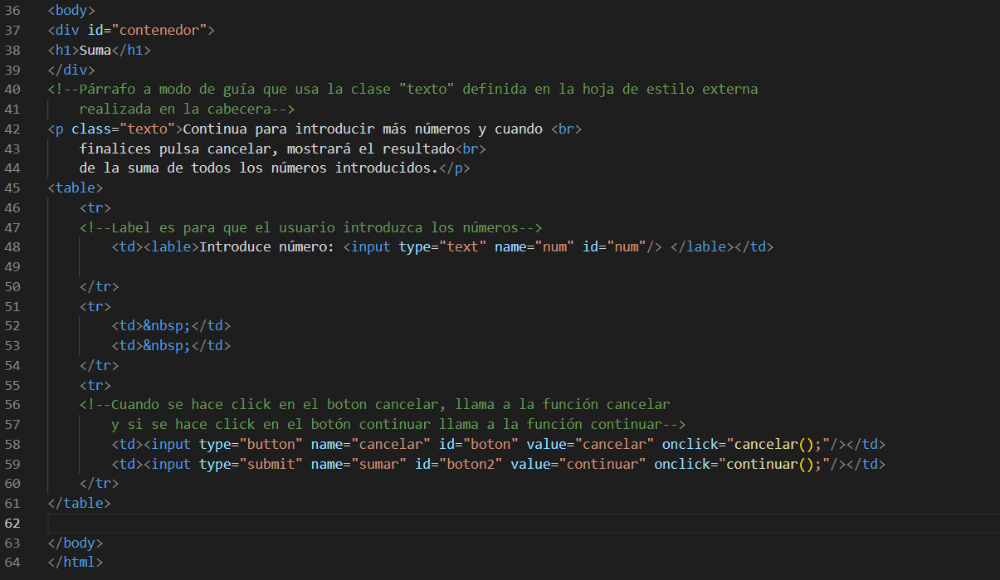 36 <body>
37 <div id="contenedor">
38 <h1>Suma</h1>
39 </div>
40 <!--Párrafo a modo de guía que usa la clase "texto" definida en la hoja de estilo externa
41     realizada en la cabecera-->
42 <p class="texto">Continua para introducir más números y cuando <br>
43     finalices pulsa cancelar, mostrará el resultado<br>
44     de la suma de todos los números introducidos.</p>
45 <table>
46     <tr>
47     <!--Label es para que el usuario introduzca los números-->
48         <td><lable>Introduce número: <input type="text" name="num" id="num"/> </lable></td>
49
50     </tr>
51     <tr>
52         <td>&nbsp;</td>
53         <td>&nbsp;</td>
54     </tr>
55     <tr>
56     <!--Cuando se hace click en el boton cancelar, llama a la función cancelar
57         y si se hace click en el botón continuar llama a la función continuar-->
58         <td><input type="button" name="cancelar" id="boton" value="cancelar" onclick="cancelar();"/></td>
59         <td><input type="submit" name="sumar" id="boton2" value="continuar" onclick="continuar();"/></td>
60     </tr>
61 </table>
62
63 </body>
64 </html>